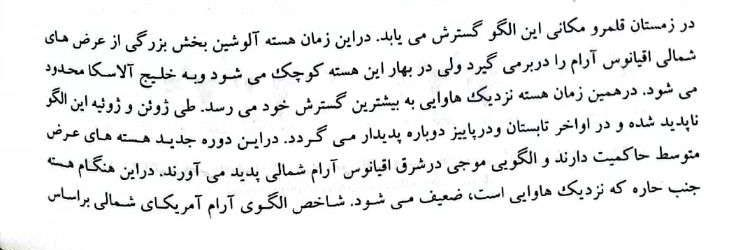 در زمستان قلمرو مکانی این الگو گسترش می یابد. دراین زمان هسته آلوشین بخش بزرگی از عرض های
شمالی اقیانوس آرام را دربرمی گیرد ولی در بهار این هسته کوچک می شود وبه خلیج آلاسکا محدود
می شود. درهمین زمان هسته نزدیک هاوایی به بیشترین گسترش خود می رسد. طی ژوئن و ژوئیه این الگو
ناپدید شده و در اواخر تابستان ودرپاییز دوباره پدیدار می گردد. دراین دوره جدید هسته های عرض
متوسط حاکمیت دارند و الگویی موجی درشرق اقیانوس آرام شمالی پدید می آورند. دراین هنگام هسته
جنب حاره که نزدیک هاوایی است، ضعیف می شود. شاخص الگوی آرام آمریکای شمالی براساس